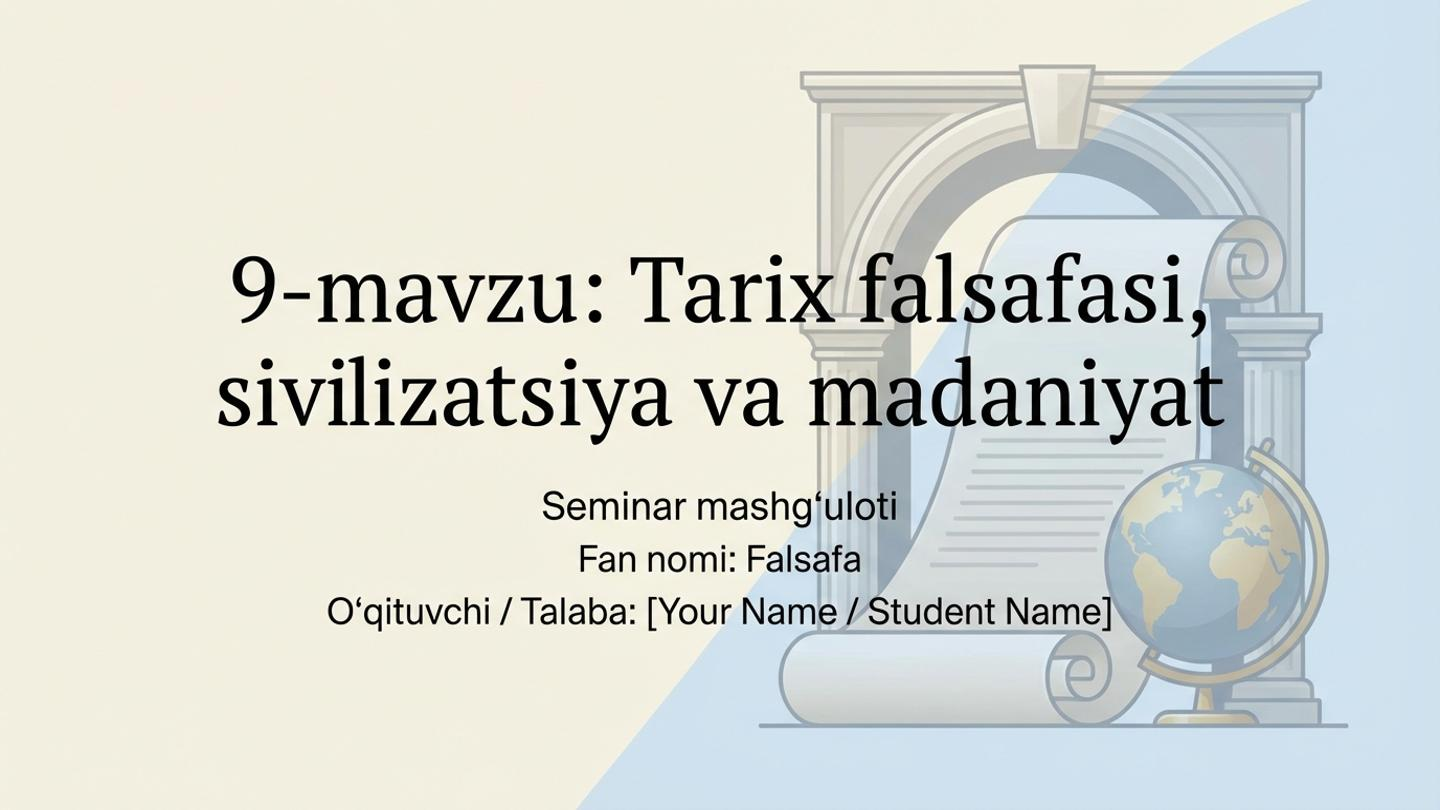 9-mavzu: Tarix falsafasi,
sivilizatsiya va madaniyat
Seminar mashg‘uloti
Fan nomi: Falsafa
O‘qituvchi / Talaba: [Your Name / Student Name]